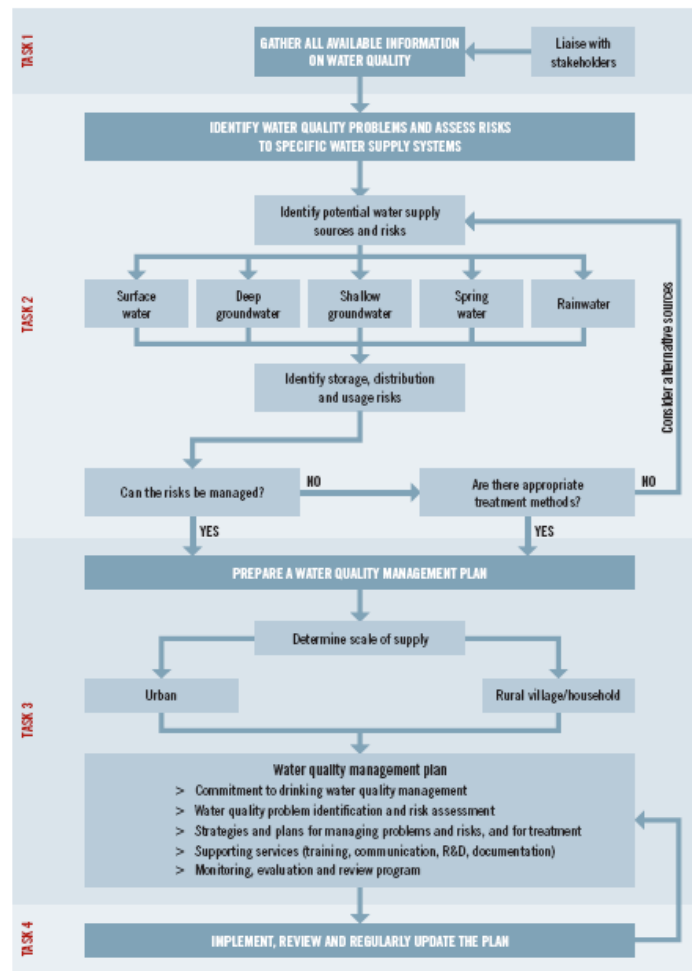 TASK 1
GATHER ALL AVAILABLE INFORMATION
ON WATER QUALITY
Liaise with
stakeholders
TASK 2
IDENTIFY WATER QUALITY PROBLEMS AND ASSESS RISKS
TO SPECIFIC WATER SUPPLY SYSTEMS
Identify potential water supply
sources and risks
Surface
water
Deep
groundwater
Shallow
groundwater
Spring
water
Rainwater
Consider alternative sources
Identify storage, distribution
and usage risks
Can the risks be managed?
NO
Are there appropriate
treatment methods?
NO
YES
YES
TASK 3
PREPARE A WATER QUALITY MANAGEMENT PLAN
Determine scale of supply
Urban
Rural village/household
Water quality management plan
> Commitment to drinking water quality management
> Water quality problem identification and risk assessment
> Strategies and plans for managing problems and risks, and for treatment
> Supporting services (training, communication, R&D, documentation)
> Monitoring, evaluation and review program
TASK 4
IMPLEMENT, REVIEW AND REGULARLY UPDATE THE PLAN